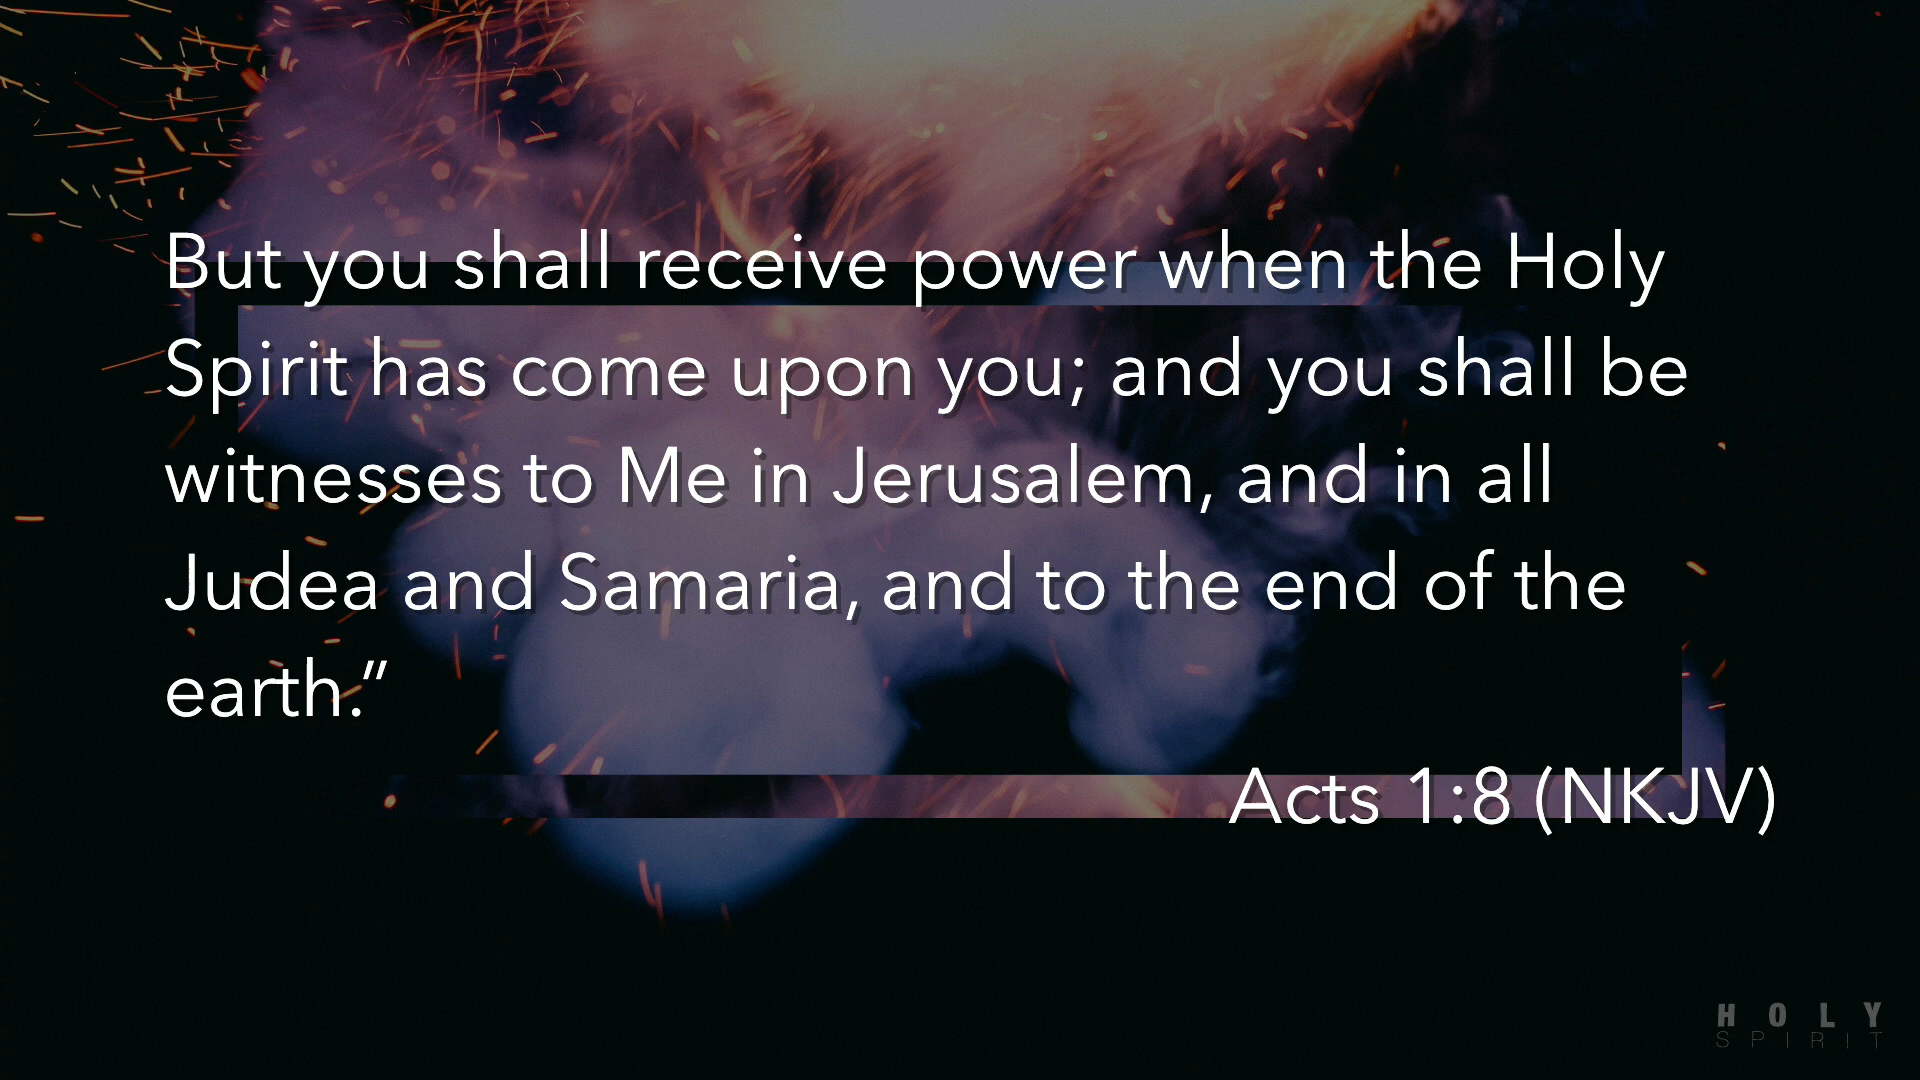 But you shall receive power when the Holy
Spirit has come upon you; and you shall be
witnesses to Me in Jerusalem, and in all
Judea and Samaria, and to the end of the
earth.”
Acts 1:8 (NKJV)
HOLY
SPIRIT